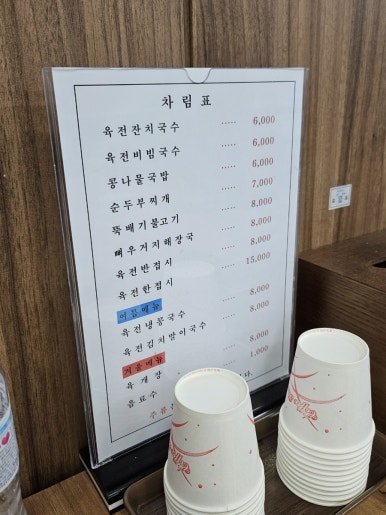 차림표
육전잔치국수 ..... 6,000
육전비빔국수 ..... 6,000
콩나물국밥 ..... 6,000
순두부찌개 ..... 7,000
뚝배기불고기 ..... 8,000
뼈우거지해장국 ..... 8,000
육전반접시 ..... 8,000
육전한접시 ..... 15,000
여름메뉴
육전냉콩국수 ..... 8,000
육전김치말이국수 ..... 8,000
겨울메뉴
육개장 ..... 8,000
음료수 ..... 1,000
주류